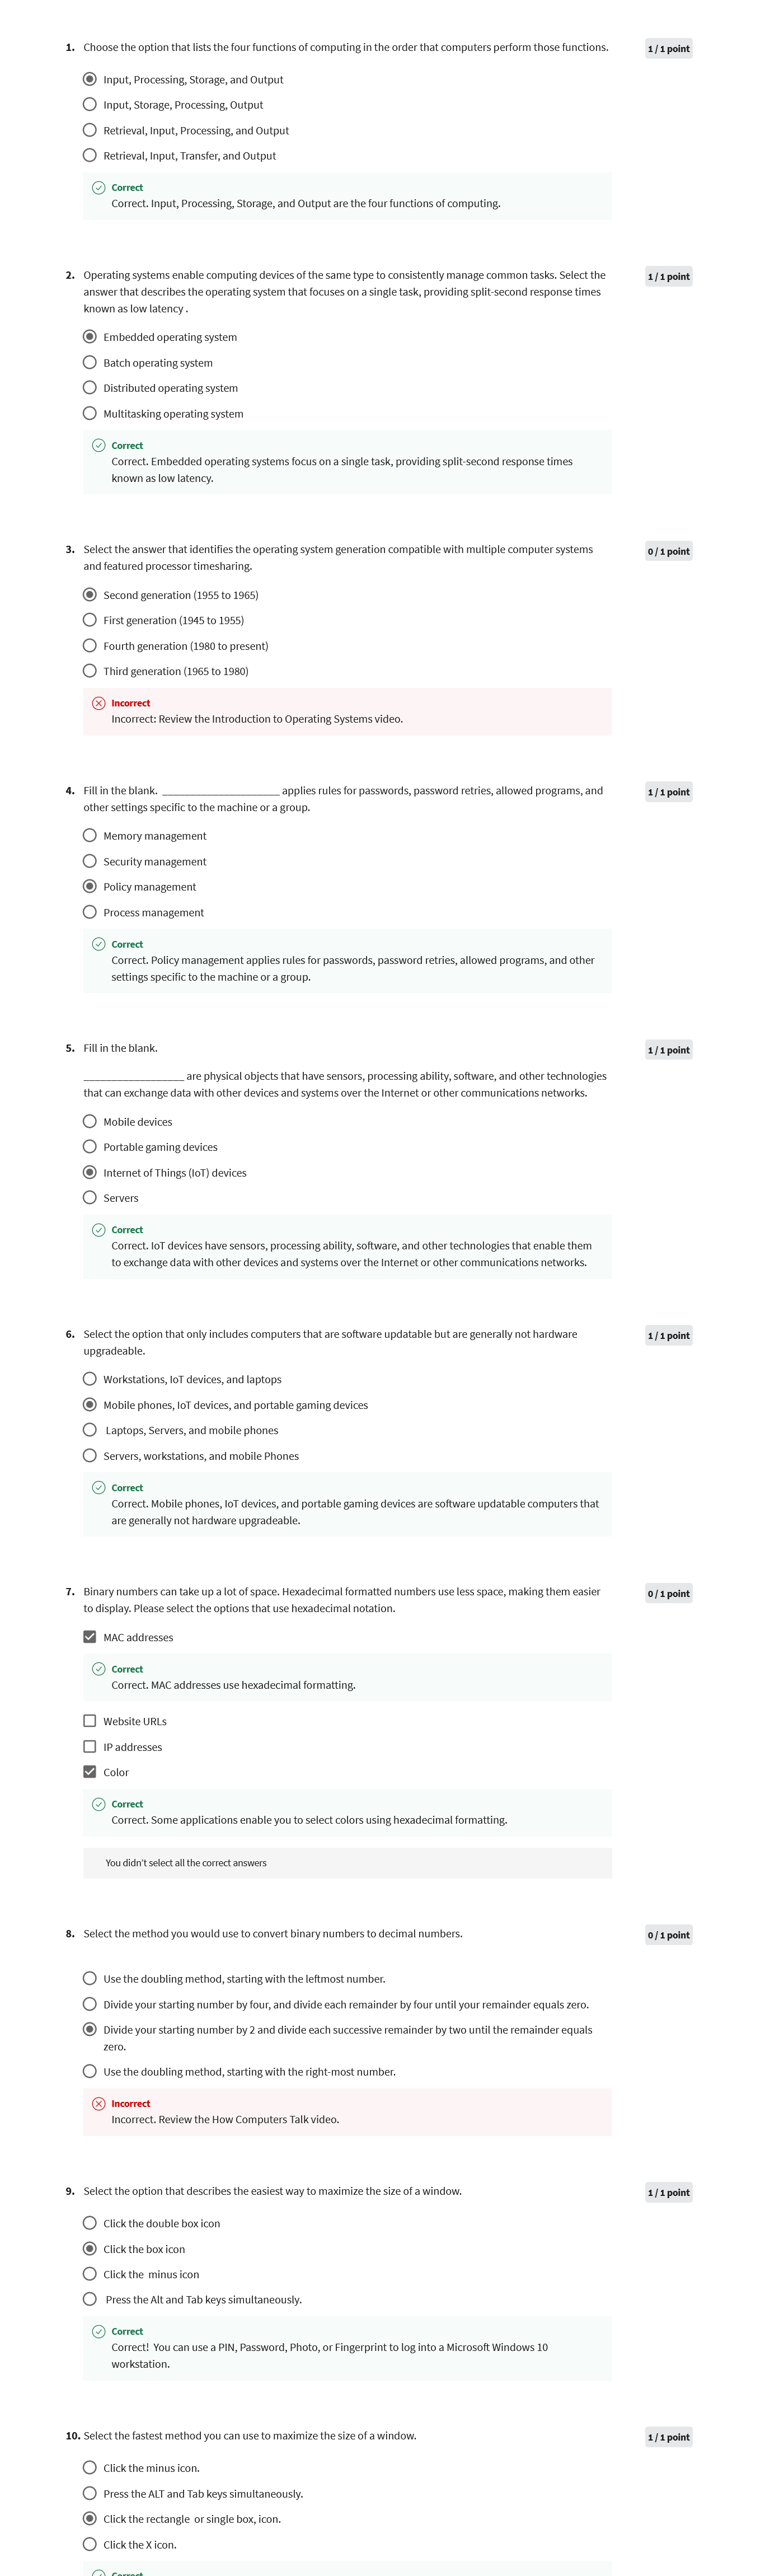 1. Choose the option that lists the four functions of computing in the order that computers perform those functions.
1 / 1 point
Input, Processing, Storage, and Output
Input, Storage, Processing, Output
Retrieval, Input, Processing, and Output
Retrieval, Input, Transfer, and Output
Correct
Correct. Input, Processing, Storage, and Output are the four functions of computing.
2. Operating systems enable computing devices of the same type to consistently manage common tasks. Select the
1 / 1 point
answer that describes the operating system that focuses on a single task, providing split-second response times
known as low latency .
Embedded operating system
Batch operating system
Distributed operating system
Multitasking operating system
Correct
Correct. Embedded operating systems focus on a single task, providing split-second response times
known as low latency.
3. Select the answer that identifies the operating system generation compatible with multiple computer systems
0 / 1 point
and featured processor timesharing.
Second generation (1955 to 1965)
First generation (1945 to 1955)
Fourth generation (1980 to present)
Third generation (1965 to 1980)
Incorrect
Incorrect: Review the Introduction to Operating Systems video.
4. Fill in the blank. _____________________ applies rules for passwords, password retries, allowed programs, and
1 / 1 point
other settings specific to the machine or a group.
Memory management
Security management
Policy management
Process management
Correct
Correct. Policy management applies rules for passwords, password retries, allowed programs, and other
settings specific to the machine or a group.
5. Fill in the blank.
1 / 1 point
__________________ are physical objects that have sensors, processing ability, software, and other technologies
that can exchange data with other devices and systems over the Internet or other communications networks.
Mobile devices
Portable gaming devices
Internet of Things (IoT) devices
Servers
Correct
Correct. IoT devices have sensors, processing ability, software, and other technologies that enable them
to exchange data with other devices and systems over the Internet or other communications networks.
6. Select the option that only includes computers that are software updatable but are generally not hardware
1 / 1 point
upgradeable.
Workstations, IoT devices, and laptops
Mobile phones, IoT devices, and portable gaming devices
Laptops, Servers, and mobile phones
Servers, workstations, and mobile Phones
Correct
Correct. Mobile phones, IoT devices, and portable gaming devices are software updatable computers that
are generally not hardware upgradeable.
7. Binary numbers can take up a lot of space. Hexadecimal formatted numbers use less space, making them easier
0 / 1 point
to display. Please select the options that use hexadecimal notation.
MAC addresses
Correct
Correct. MAC addresses use hexadecimal formatting.
Website URLs
IP addresses
Color
Correct
Correct. Some applications enable you to select colors using hexadecimal formatting.
You didn't select all the correct answers
8. Select the method you would use to convert binary numbers to decimal numbers.
0 / 1 point
Use the doubling method, starting with the leftmost number.
Divide your starting number by four, and divide each remainder by four until your remainder equals zero.
Divide your starting number by 2 and divide each successive remainder by two until the remainder equals
zero.
Use the doubling method, starting with the right-most number.
Incorrect
Incorrect. Review the How Computers Talk video.
9. Select the option that describes the easiest way to maximize the size of a window.
1 / 1 point
Click the double box icon
Click the box icon
Click the minus icon
Press the Alt and Tab keys simultaneously.
Correct
Correct! You can use a PIN, Password, Photo, or Fingerprint to log into a Microsoft Windows 10
workstation.
10. Select the fastest method you can use to maximize the size of a window.
1 / 1 point
Click the minus icon.
Press the ALT and Tab keys simultaneously.
Click the rectangle or single box, icon.
Click the X icon.